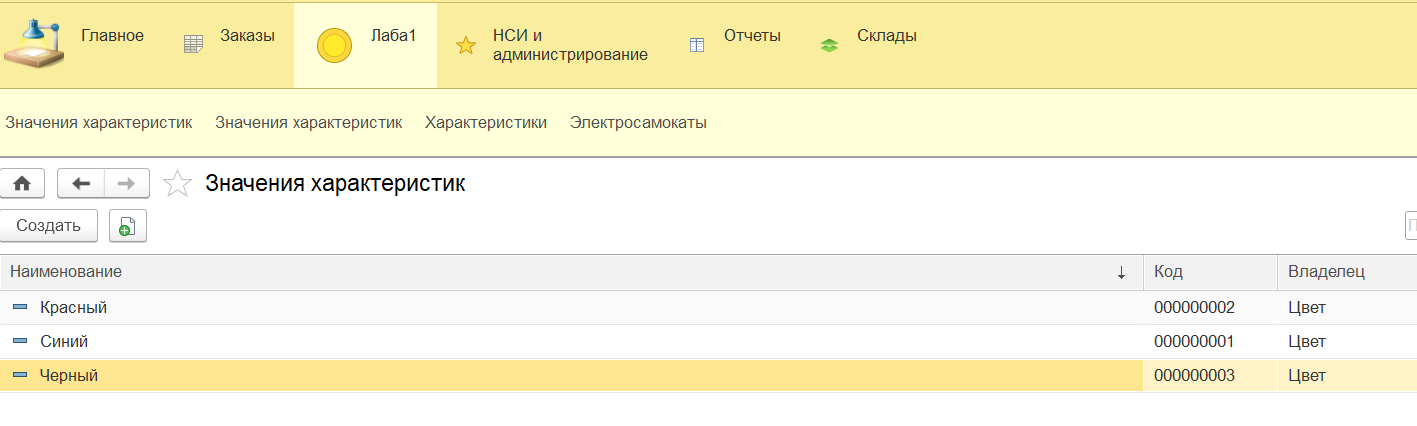 Главное
Заказы
Лаба1
НСИ и
администрирование
Отчеты
Склады
Значения характеристик
Значения характеристик
Характеристики
Электросамокаты
Значения характеристик
Создать
Наименование
Код
Владелец
Красный
000000002
Цвет
Синий
000000001
Цвет
Черный
000000003
Цвет